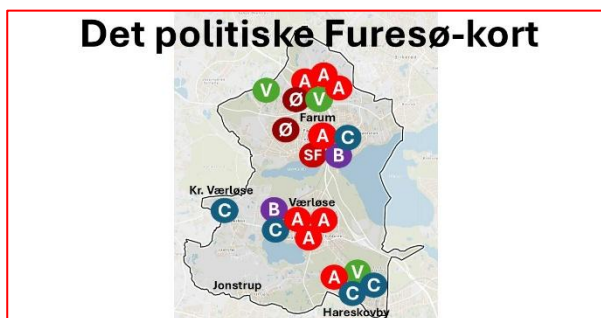 Det politiske Furesø-kort
A
A
A
V
Ø
V
Farum
Ø
A
C
SF
B
Kr. Værløse
C
B
Værløse
A
A
C
A
A
V
C
C
Jonstrup
Hareskovby